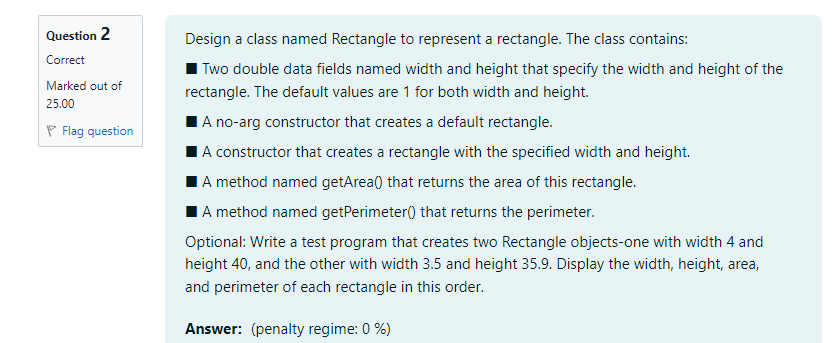 Question 2
Correct
Marked out of
25.00
Flag question
Design a class named Rectangle to represent a rectangle. The class contains:
■ Two double data fields named width and height that specify the width and height of the
rectangle. The default values are 1 for both width and height.
■ A no-arg constructor that creates a default rectangle.
■ A constructor that creates a rectangle with the specified width and height.
■ A method named getArea() that returns the area of this rectangle.
■ A method named getPerimeter() that returns the perimeter.
Optional: Write a test program that creates two Rectangle objects-one with width 4 and
height 40, and the other with width 3.5 and height 35.9. Display the width, height, area,
and perimeter of each rectangle in this order.
Answer: (penalty regime: 0 %)